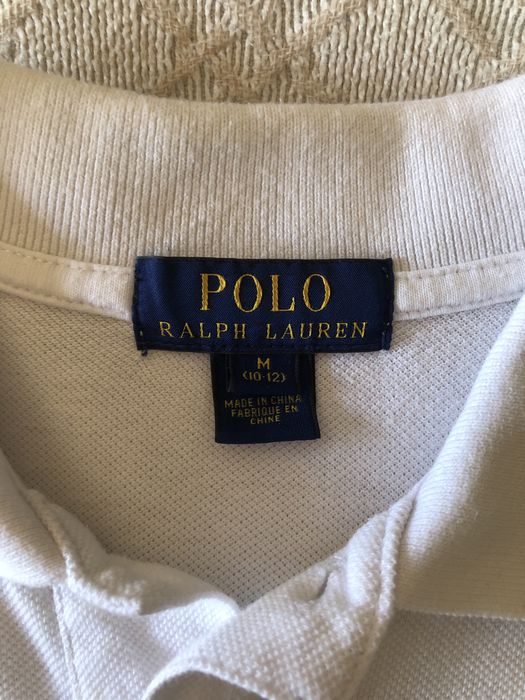 POLO
RALPH LAUREN
M
(10-12)
MADE IN CHINA
FABRIQUE EN
CHINE